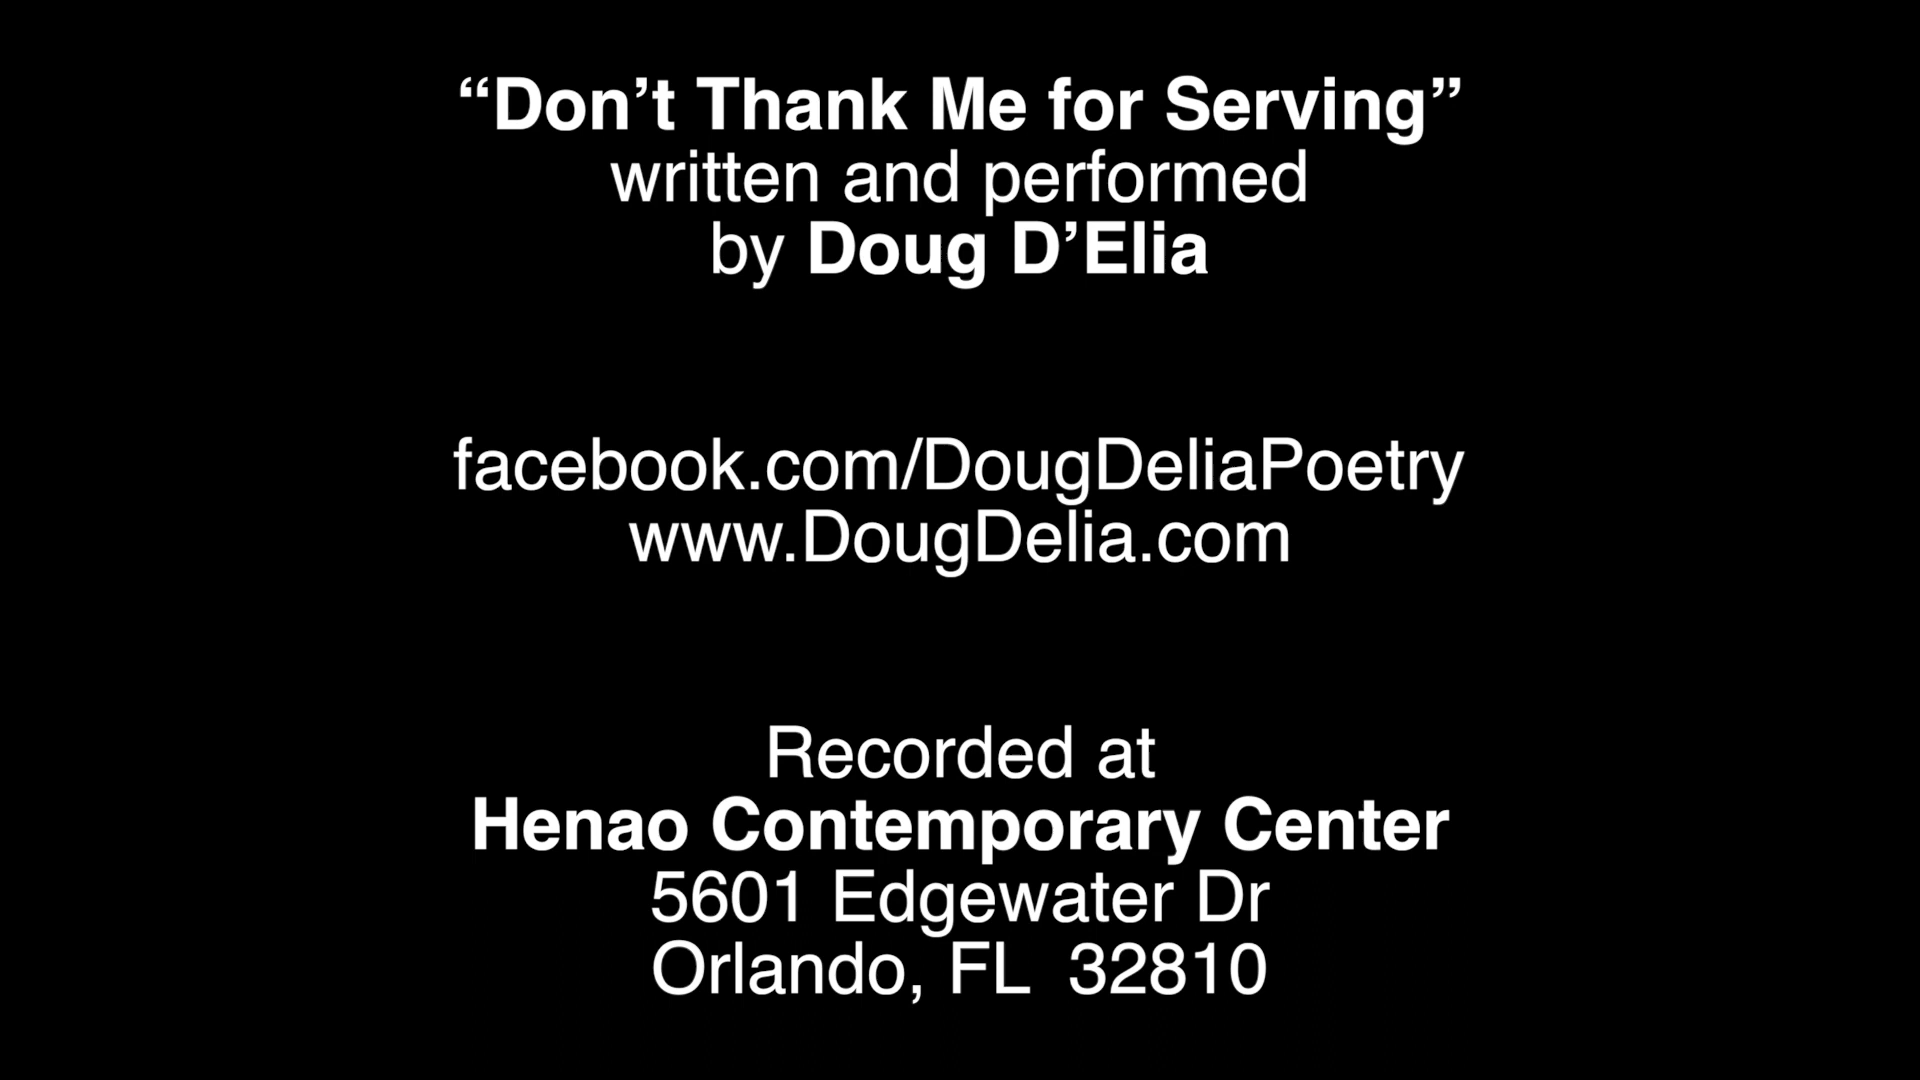 “Don’t Thank Me for Serving”
written and performed
by Doug D’Elia
facebook.com/DougDeliaPoetry
www.DougDelia.com
Recorded at
Henao Contemporary Center
5601 Edgewater Dr
Orlando, FL  32810